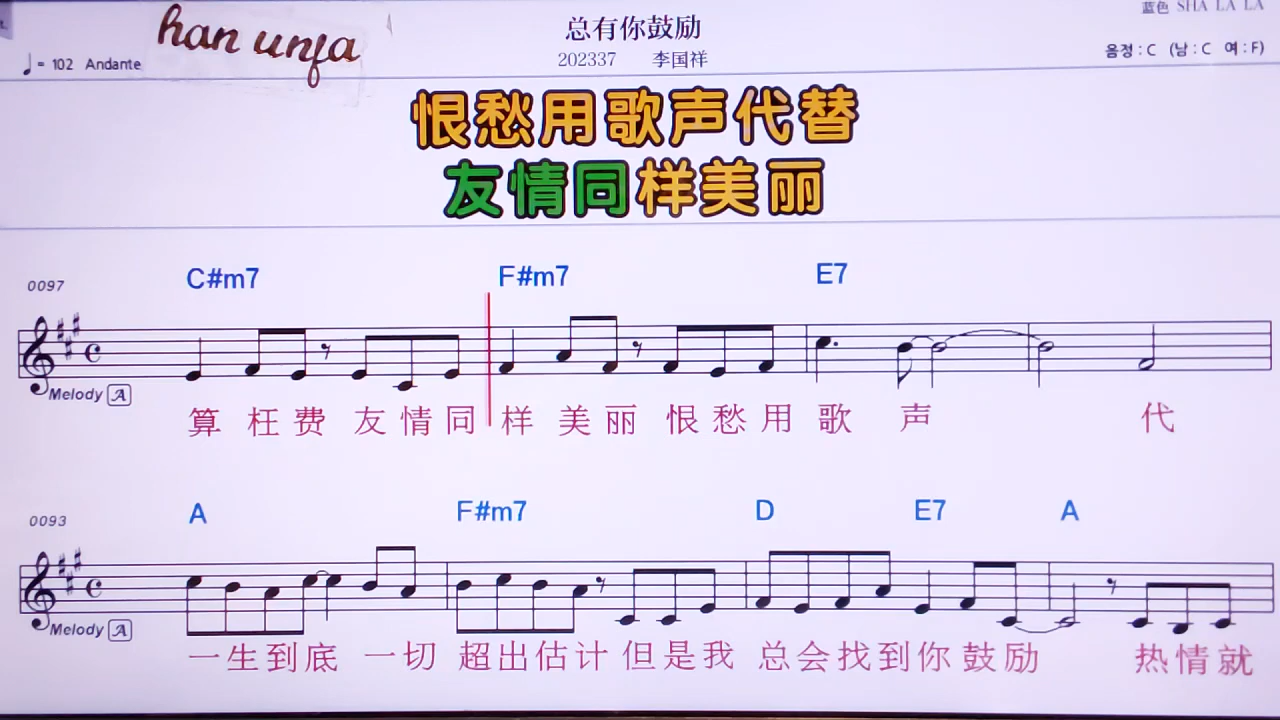 蓝色 SHA LA LA
han unfa
总有你鼓励
♩= 102 Andante
202337 李国祥
음정 : C (남 : C 여 : F)
恨愁用歌声代替
友情同样美丽
0097
C#m7 F#m7 E7
Melody A
算 枉 费 友 情 同 样 美 丽 恨 愁 用 歌 声 代
0093
A F#m7 D E7 A
Melody A
一 生 到 底 一 切 超 出 估 计 但 是 我 总 会 找 到 你 鼓 励 热 情 就